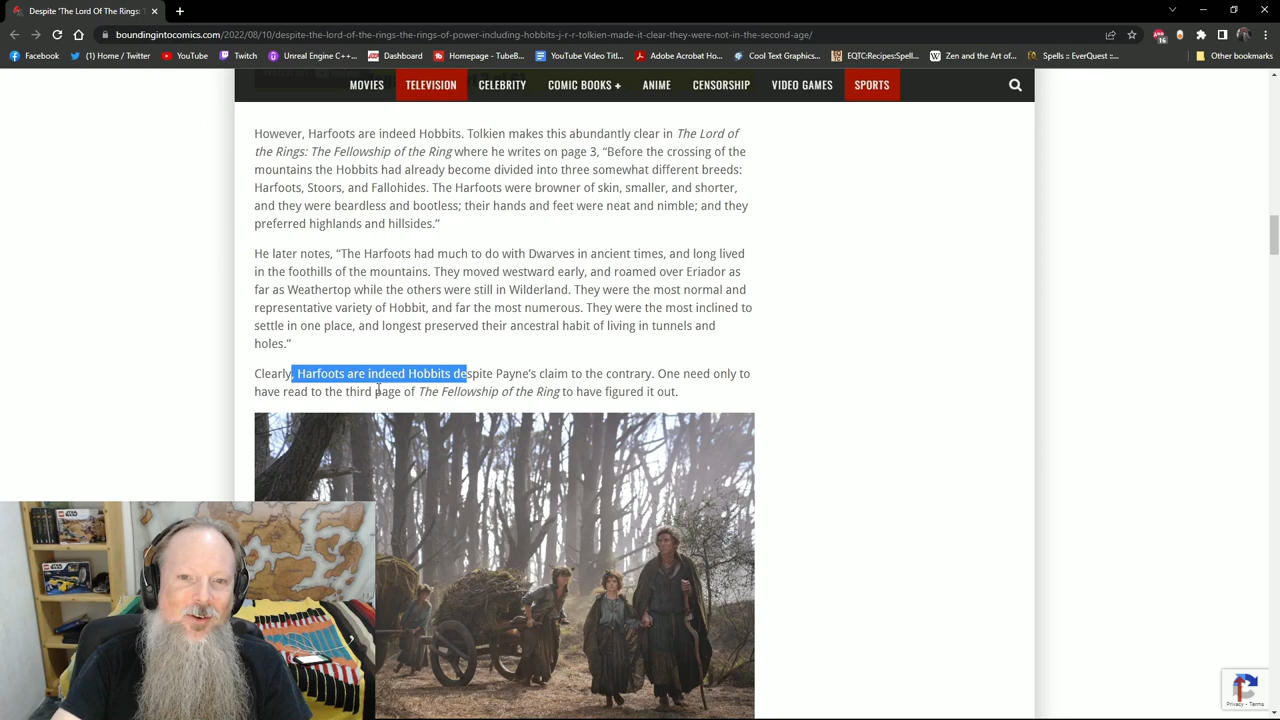 Despite 'The Lord Of The Rings:
boundingintocomics.com/2022/08/10/despite-the-lord-of-the-rings-the-rings-of-power-including-hobbits-j-r-r-tolkien-made-it-clear-they-were-not-in-the-second-age/
16
Facebook (1) Home / Twitter Unreal Engine C++... Dashboard Messages - TubeB... YouTube Video Titl... Adobe Acrobat Ho... Cool Text Graphics... EQTC:Recipes:Spell... Zen and the Art of... Spells :: EverQuest ::... Other bookmarks
MOVIES TELEVISION CELEBRITY COMIC BOOKS + ANIME CENSORSHIP VIDEO GAMES SPORTS
However, Harfoots are indeed Hobbits. Tolkien makes this abundantly clear in The Lord of
the Rings: The Fellowship of the Ring where he writes on page 3, “Before the crossing of the
mountains the Hobbits had already become divided into three somewhat different breeds:
Harfoots, Stoors, and Fallohides. The Harfoots were browner of skin, smaller, and shorter,
and they were beardless and bootless; their hands and feet were neat and nimble; and they
preferred highlands and hillsides.”
He later notes, “The Harfoots had much to do with Dwarves in ancient times, and long lived
in the foothills of the mountains. They moved westward early, and roamed over Eriador as
far as Weathertop while the others were still in Wilderland. They were the most normal and
representative variety of Hobbit, and far the most numerous. They were the most inclined to
settle in one place, and longest preserved their ancestral habit of living in tunnels and
holes.”
Clearly, Harfoots are indeed Hobbits despite Payne’s claim to the contrary. One need only to
have read to the third page of The Fellowship of the Ring to have figured it out.
Privacy - Terms